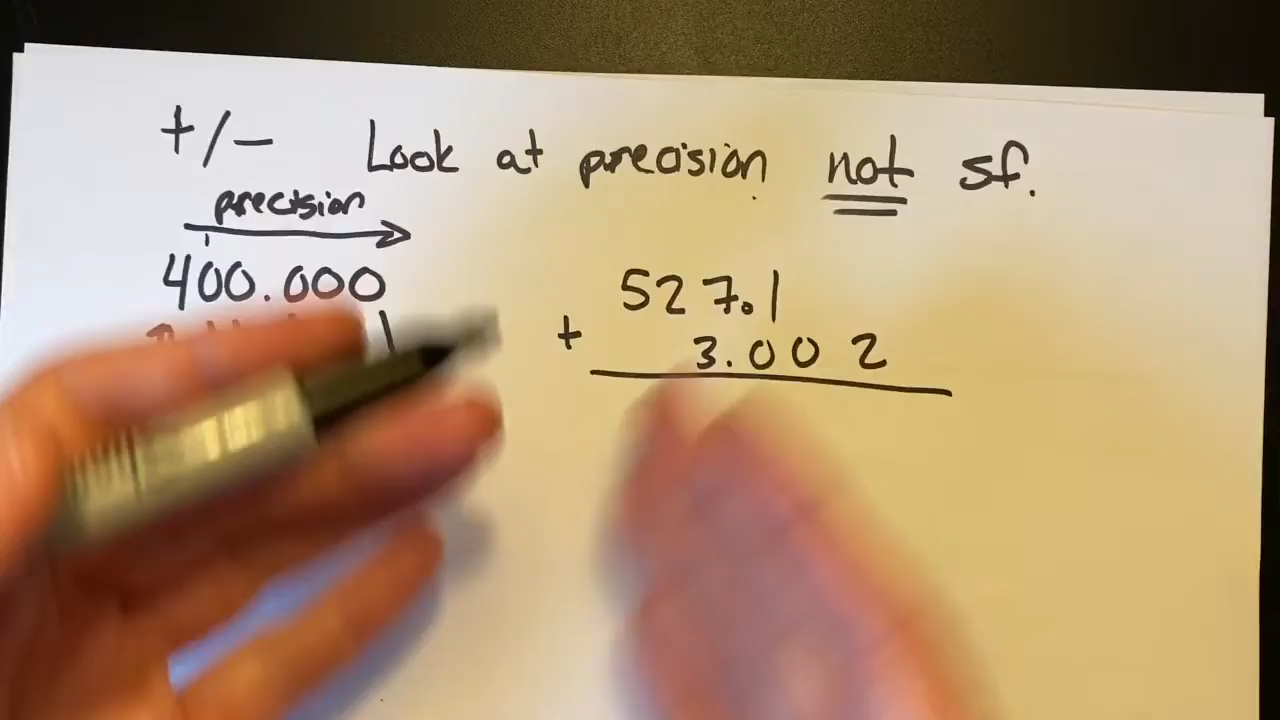 +/- Look at precision not sf.
precision
400.000
527.1
+ 3.002